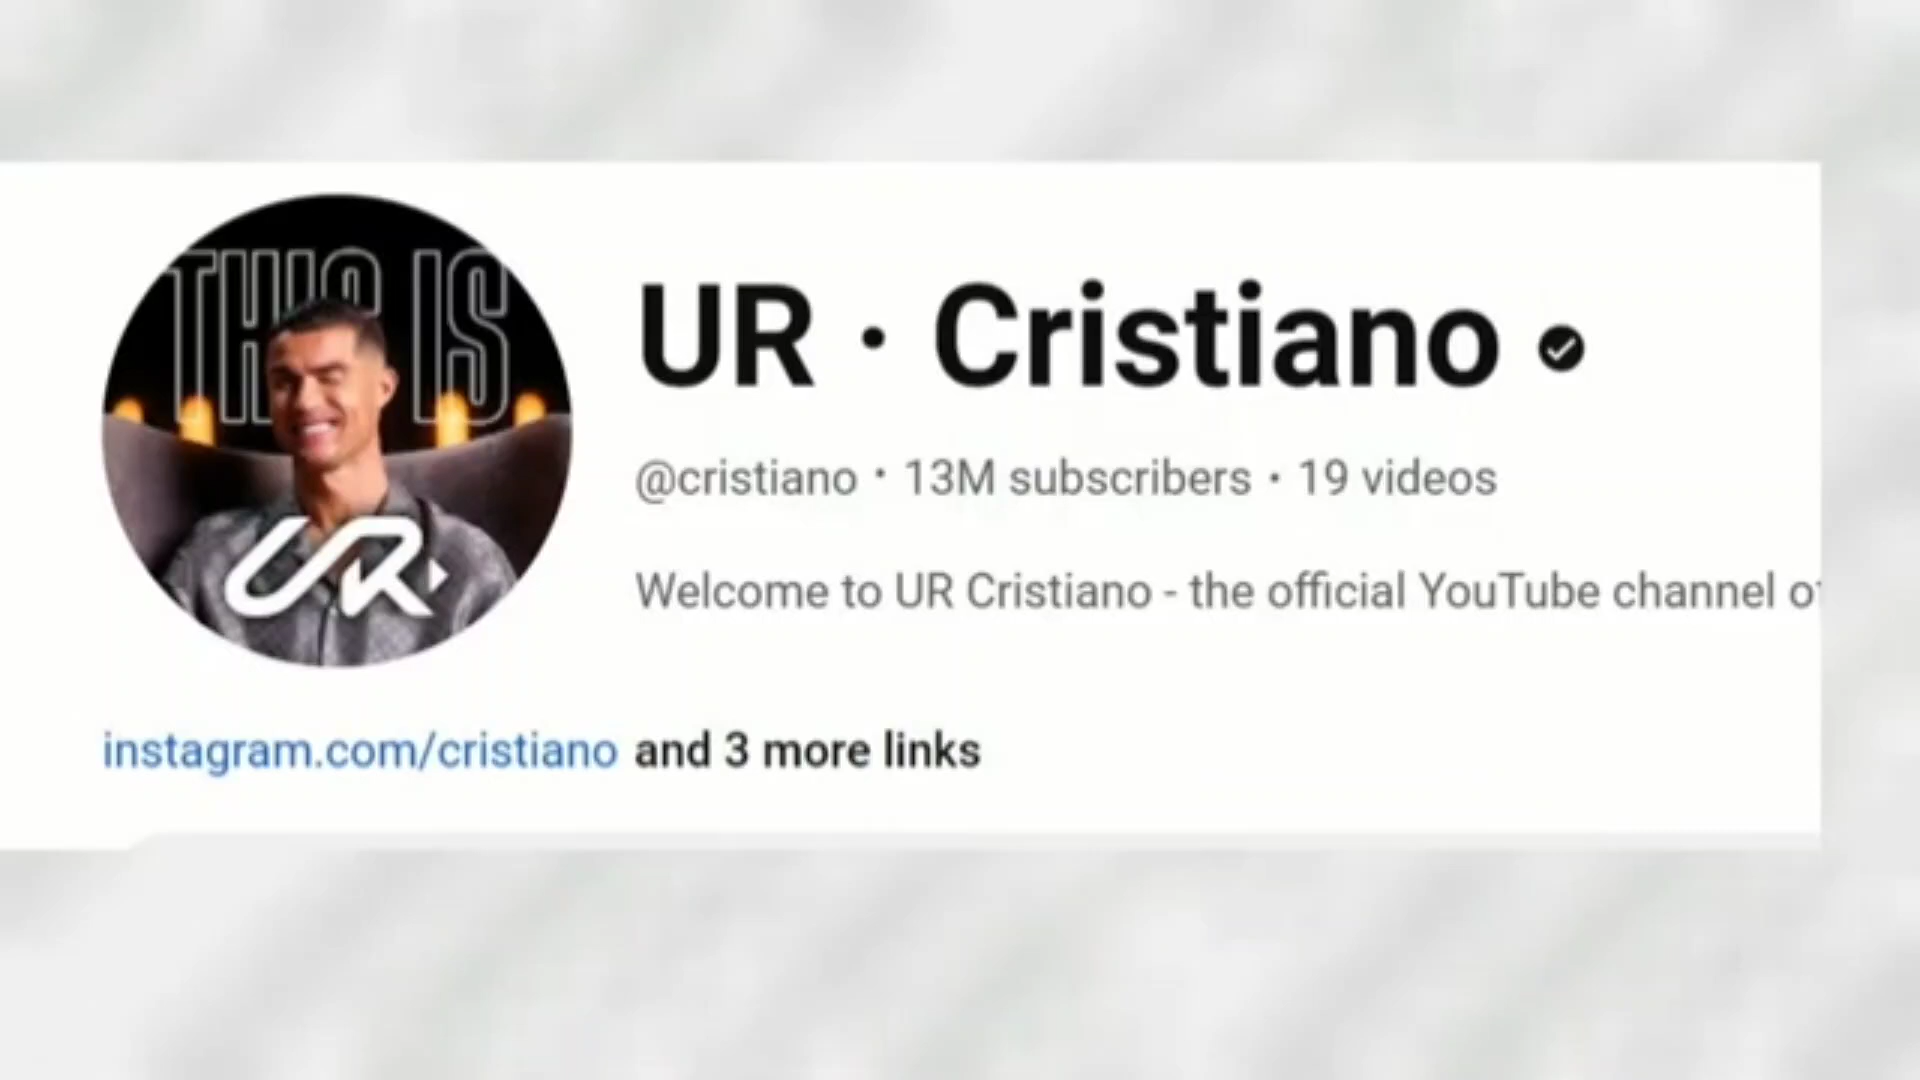 THIS IS
UR
UR · Cristiano
@cristiano · 13M subscribers · 19 videos
Welcome to UR Cristiano - the official YouTube channel
instagram.com/cristiano and 3 more links